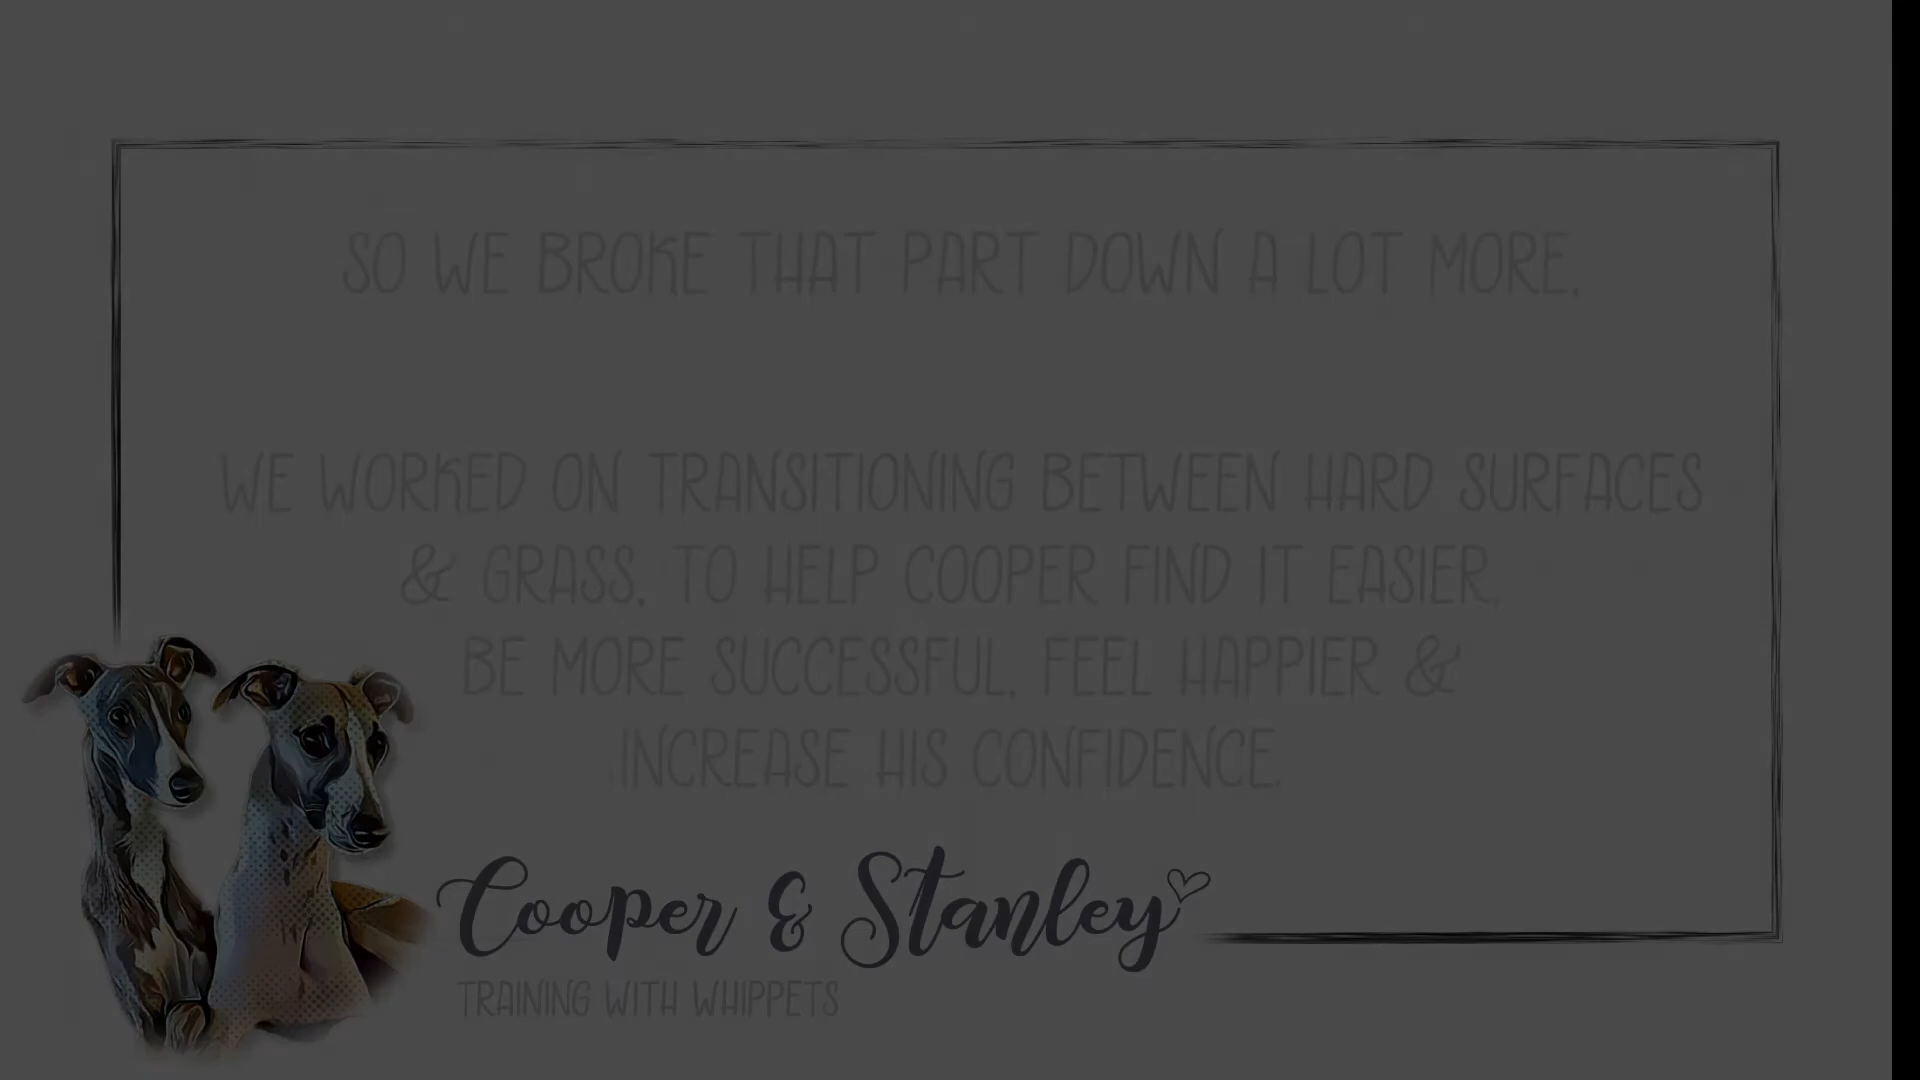 SO WE BROKE THAT PART DOWN A LOT MORE.
WE WORKED ON TRANSITIONING BETWEEN HARD SURFACES
& GRASS, TO HELP COOPER FIND IT EASIER,
BE MORE SUCCESSFUL, FEEL HAPPIER &
INCREASE HIS CONFIDENCE.
Cooper & Stanley
TRAINING WITH WHIPPETS